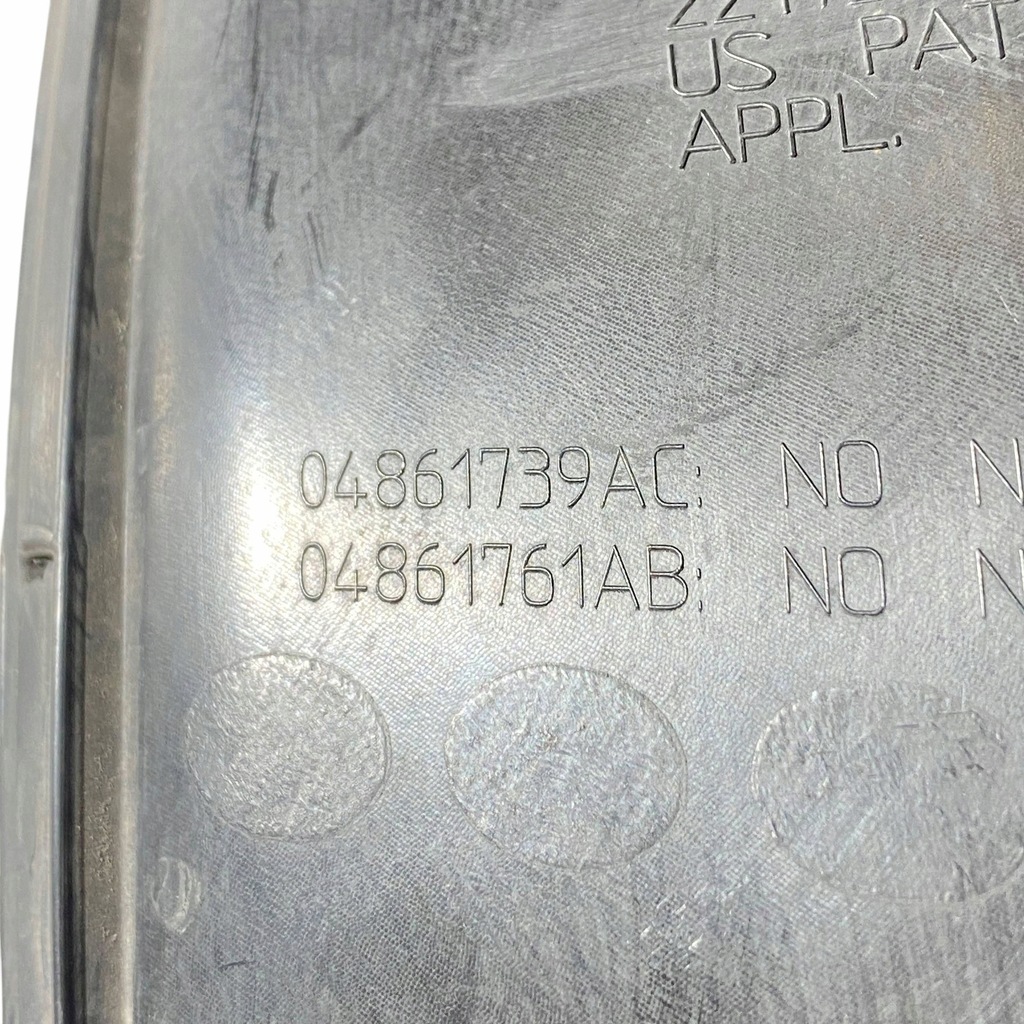 US PAT
APPL.
04861739AC: NO N
04861761AB: NO N